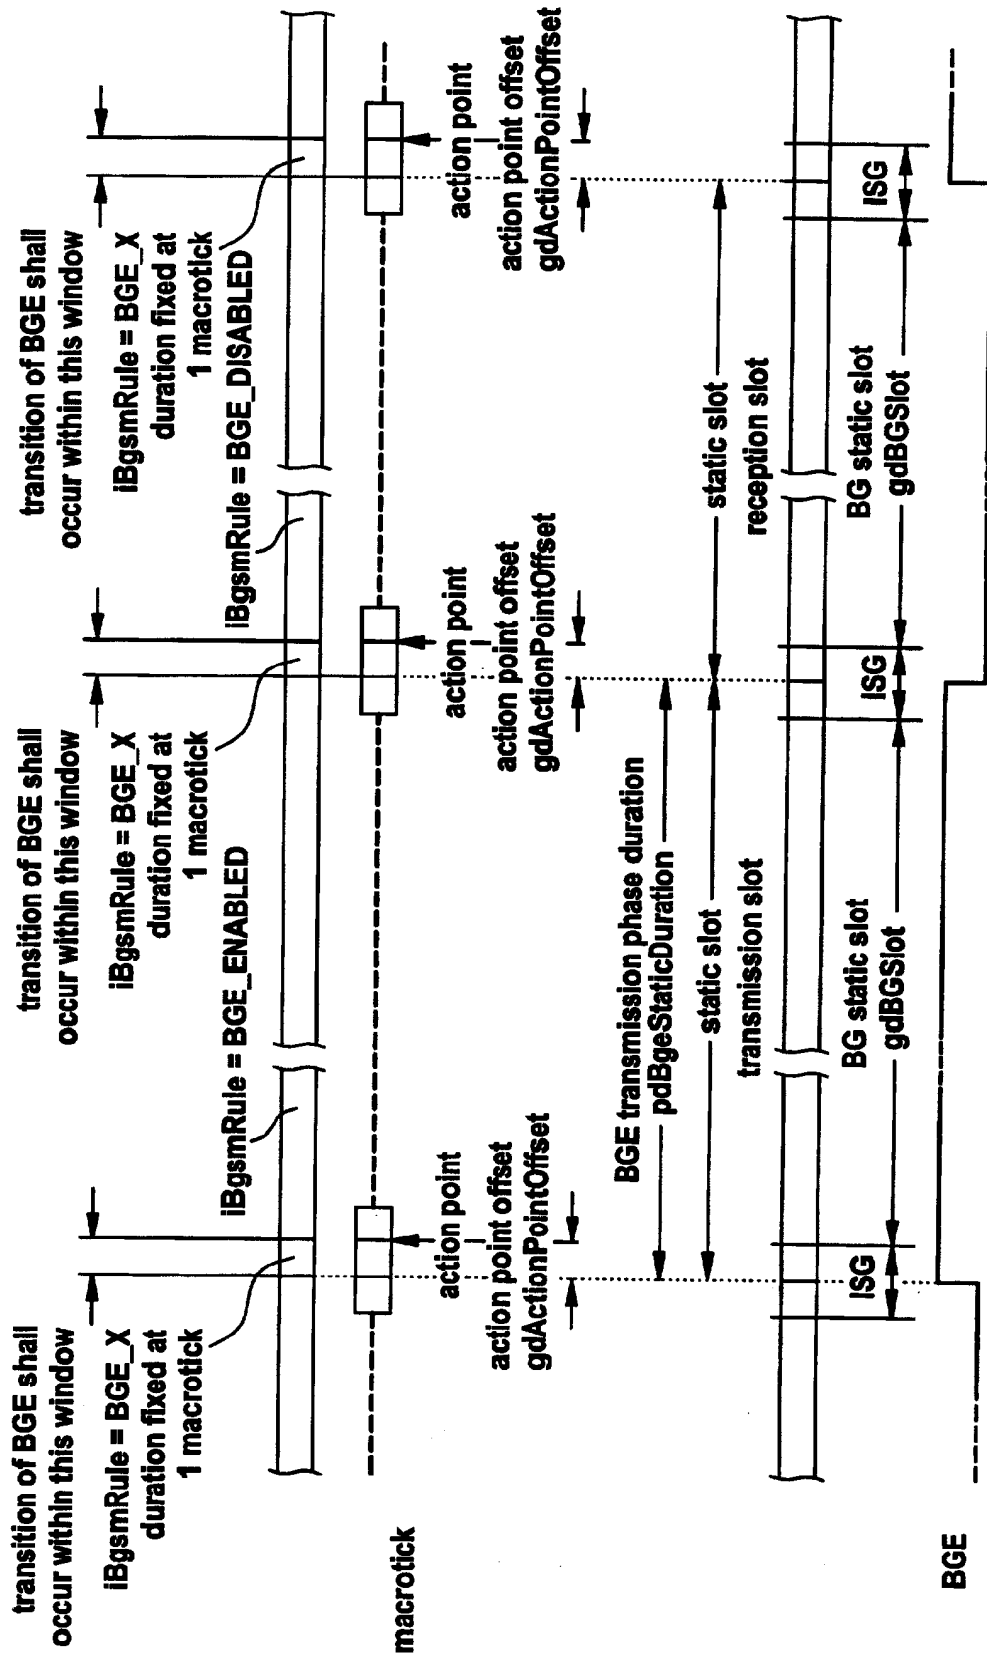 transition of BGE shall
occur within this window
iBgsmRule = BGE_X
duration fixed at
1 macrotick
transition of BGE shall
occur within this window
iBgsmRule = BGE_X
duration fixed at
1 macrotick
transition of BGE shall
occur within this window
iBgsmRule = BGE_X
duration fixed at
1 macrotick
iBgsmRule = BGE_ENABLED
iBgsmRule = BGE_DISABLED
macrotick
action point
action point offset
gdActionPointOffset
action point
action point offset
gdActionPointOffset
action point
action point offset
gdActionPointOffset
BGE transmission phase duration
pdBgeStaticDuration
static slot
transmission slot
static slot
reception slot
ISG
BG static slot
gdBGSlot
ISG
BG static slot
gdBGSlot
ISG
BGE